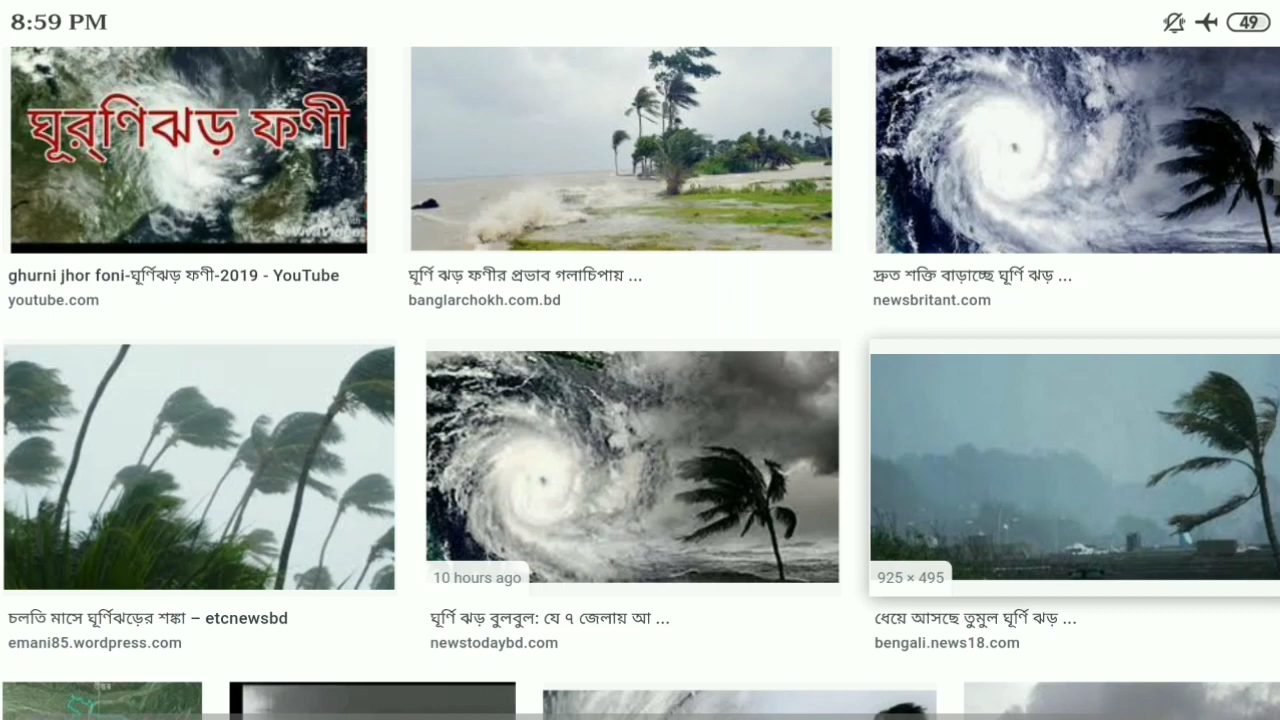 8:59 PM
49
ঘূর্ণিঝড় ফণী
ghurni jhor foni-ঘূর্ণিঝড় ফণী-2019 - YouTube
youtube.com
ঘূর্ণি ঝড় ফণীর প্রভাব গলাচিপায় ...
banglarchokh.com.bd
দ্রুত শক্তি বাড়াচ্ছে ঘূর্ণি ঝড় ...
newsbritant.com
10 hours ago
925 × 495
চলতি মাসে ঘূর্ণিঝড়ের শঙ্কা – etcnewsbd
emani85.wordpress.com
ঘূর্ণি ঝড় বুলবুল: যে ৭ জেলায় আ ...
newstodaybd.com
ধেয়ে আসছে তুমুল ঘূর্ণি ঝড় ...
bengali.news18.com